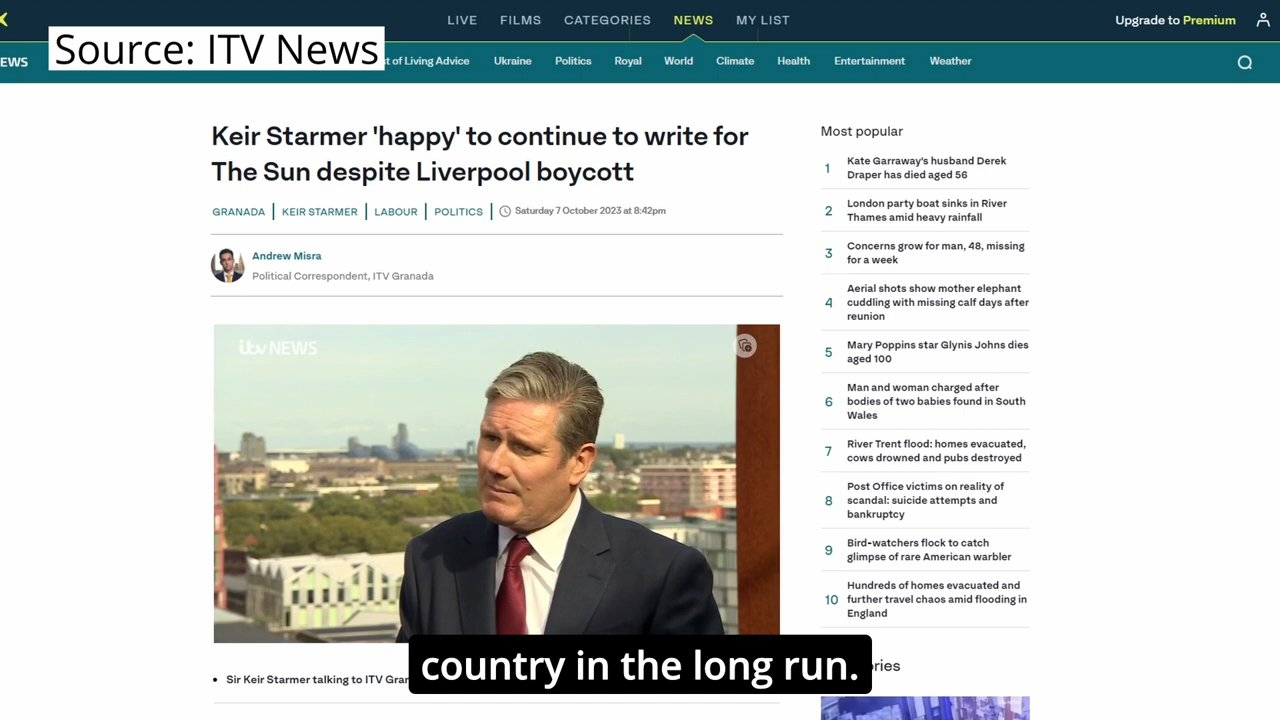 LIVE FILMS CATEGORIES NEWS MY LIST Upgrade to Premium
Source: ITV News
EWS st of Living Advice Ukraine Politics Royal World Climate Health Entertainment Weather
Keir Starmer 'happy' to continue to write for
The Sun despite Liverpool boycott
GRANADA | KEIR STARMER | LABOUR | POLITICS | Saturday 7 October 2023 at 8:42pm
Andrew Misra
Political Correspondent, ITV Granada
itv NEWS
country in the long run.
• Sir Keir Starmer talking to ITV Gra
Most popular
1 Kate Garraway's husband Derek
Draper has died aged 56
2 London party boat sinks in River
Thames amid heavy rainfall
3 Concerns grow for man, 48, missing
for a week
4 Aerial shots show mother elephant
cuddling with missing calf days after
reunion
5 Mary Poppins star Glynis Johns dies
aged 100
6 Man and woman charged after
bodies of two babies found in South
Wales
7 River Trent flood: homes evacuated,
cows drowned and pubs destroyed
8 Post Office victims on reality of
scandal: suicide attempts and
bankruptcy
9 Bird-watchers flock to catch
glimpse of rare American warbler
10 Hundreds of homes evacuated and
further travel chaos amid flooding in
England
ries